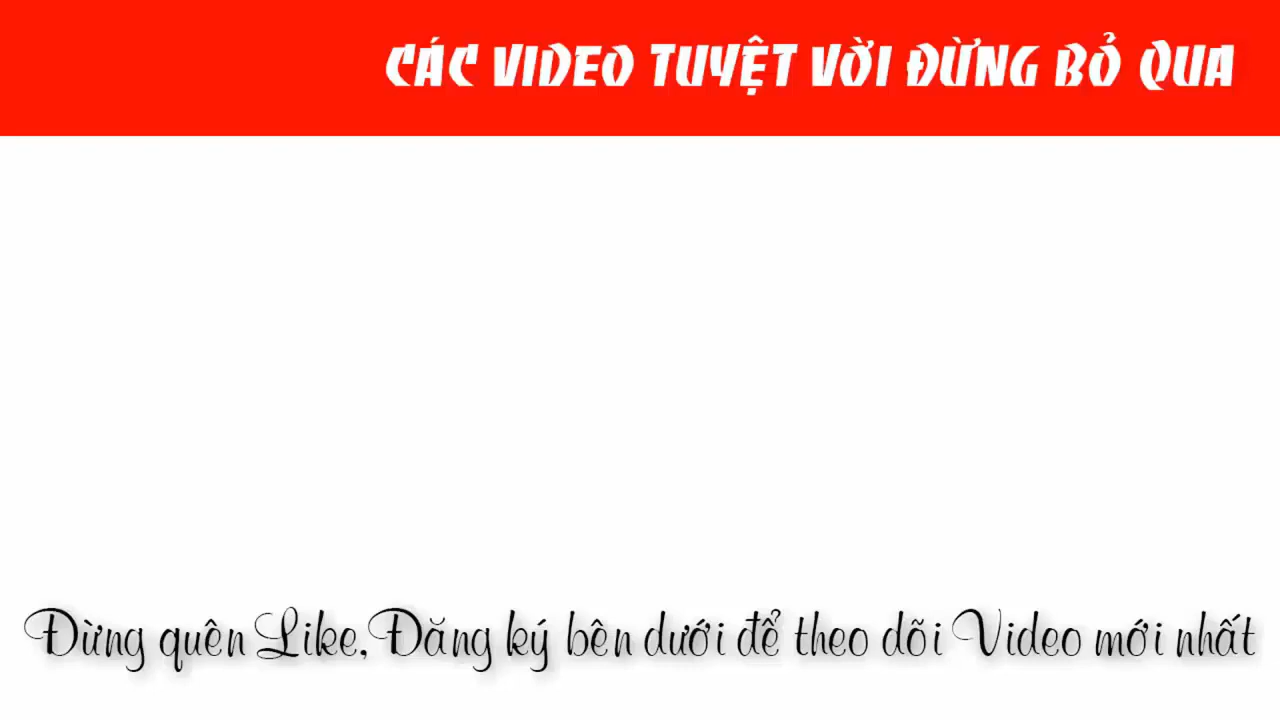 CÁC VIDEO TUYỆT VỜI ĐỪNG BỎ QUA
Đừng quên Like, Đăng ký bên dưới để theo dõi Video mới nhất